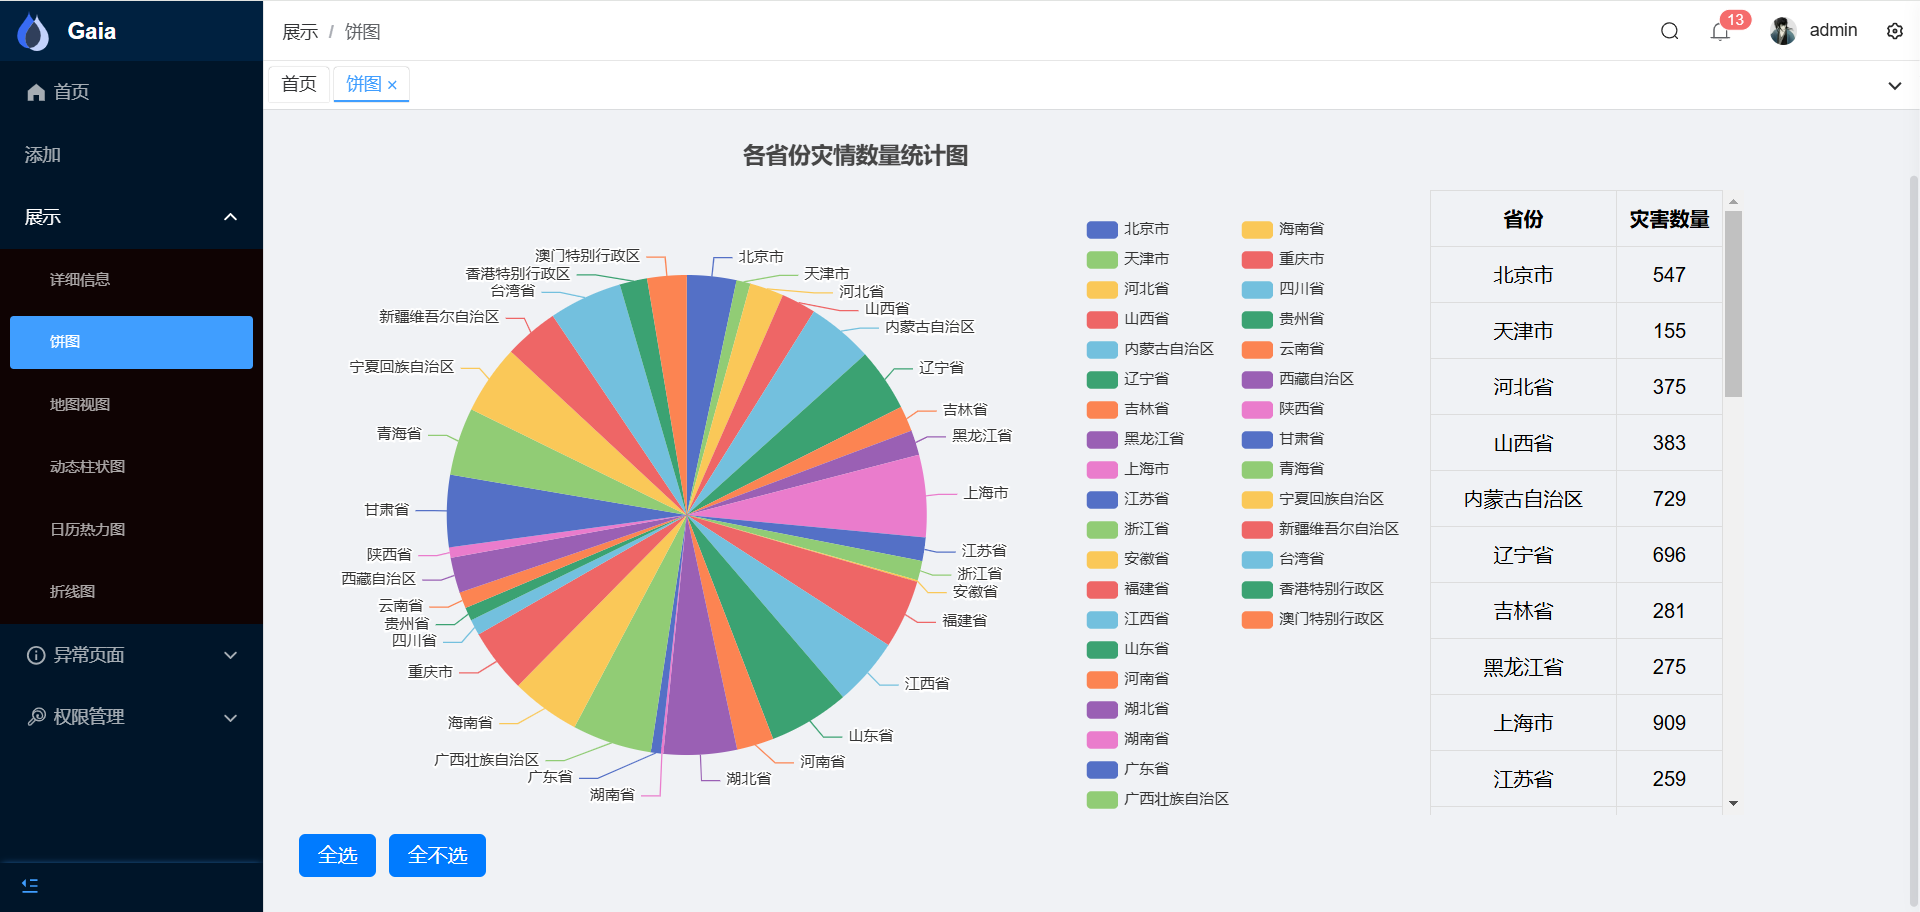 Gaia
首页
添加
展示
详细信息
饼图
地图视图
动态柱状图
日历热力图
折线图
异常页面
权限管理
展示 / 饼图
13
admin
首页
饼图 ×
各省份灾情数量统计图
北京市
天津市
河北省
山西省
内蒙古自治区
辽宁省
吉林省
黑龙江省
上海市
江苏省
浙江省
安徽省
福建省
江西省
山东省
河南省
湖北省
湖南省
广东省
广西壮族自治区
海南省
重庆市
四川省
贵州省
云南省
西藏自治区
陕西省
甘肃省
青海省
宁夏回族自治区
新疆维吾尔自治区
台湾省
香港特别行政区
澳门特别行政区
北京市
天津市
河北省
山西省
内蒙古自治区
辽宁省
吉林省
黑龙江省
上海市
江苏省
浙江省
安徽省
福建省
江西省
山东省
河南省
湖北省
湖南省
广东省
广西壮族自治区
海南省
重庆市
四川省
贵州省
云南省
西藏自治区
陕西省
甘肃省
青海省
宁夏回族自治区
新疆维吾尔自治区
台湾省
香港特别行政区
澳门特别行政区
省份 灾害数量
北京市 547
天津市 155
河北省 375
山西省 383
内蒙古自治区 729
辽宁省 696
吉林省 281
黑龙江省 275
上海市 909
江苏省 259
全选
全不选